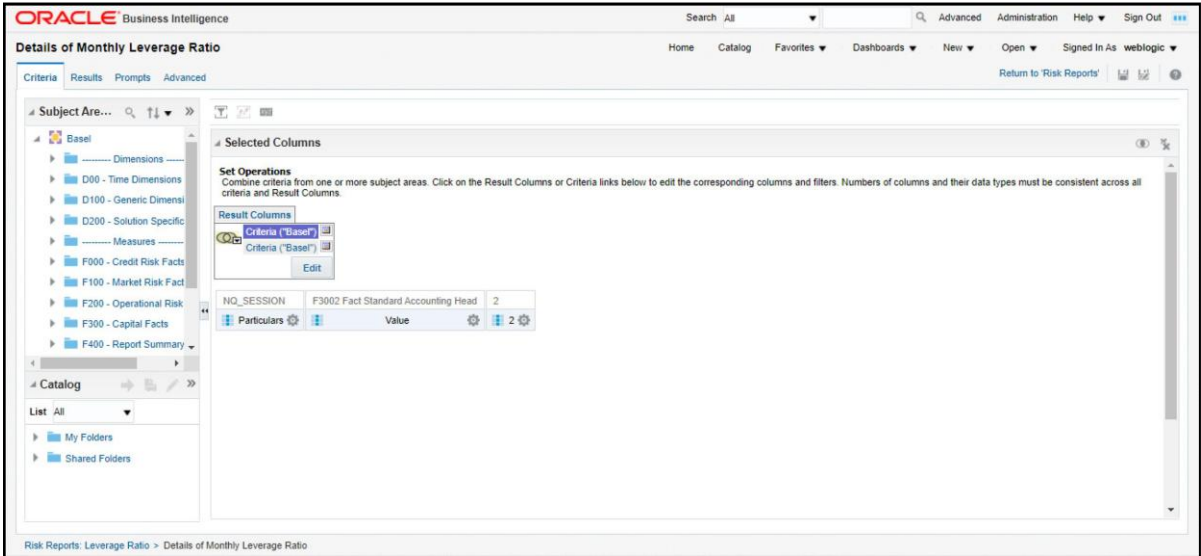 ORACLE Business Intelligence
Search All Advanced Administration Help Sign Out
Details of Monthly Leverage Ratio
Home Catalog Favorites Dashboards New Open Signed In As weblogic
Criteria Results Prompts Advanced
Return to 'Risk Reports'
Subject Are...
Basel
--------- Dimensions ------
D00 - Time Dimensions
D100 - Generic Dimensi
D200 - Solution Specific
--------- Measures --------
F000 - Credit Risk Facts
F100 - Market Risk Fact
F200 - Operational Risk
F300 - Capital Facts
F400 - Report Summary
Catalog
List All
My Folders
Shared Folders
Selected Columns
Set Operations
Combine criteria from one or more subject areas. Click on the Result Columns or Criteria links below to edit the corresponding columns and filters. Numbers of columns and their data types must be consistent across all
criteria and Result Columns.
Result Columns
Criteria ("Basel")
Criteria ("Basel")
Edit
NQ_SESSION F3002 Fact Standard Accounting Head 2
Particulars Value 2
Risk Reports: Leverage Ratio > Details of Monthly Leverage Ratio